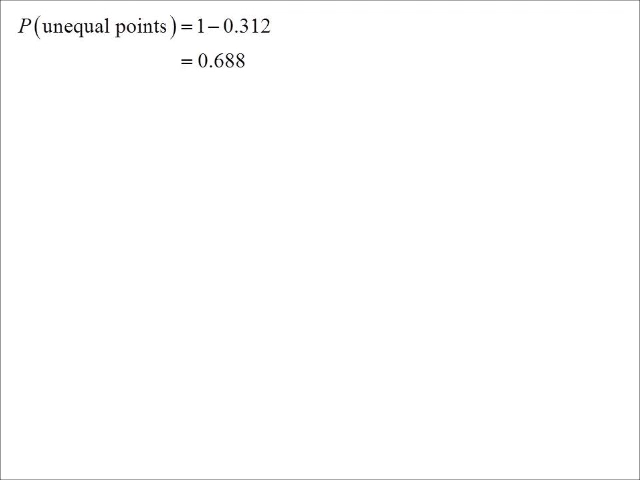 P(unequal points) = 1 − 0.312
= 0.688